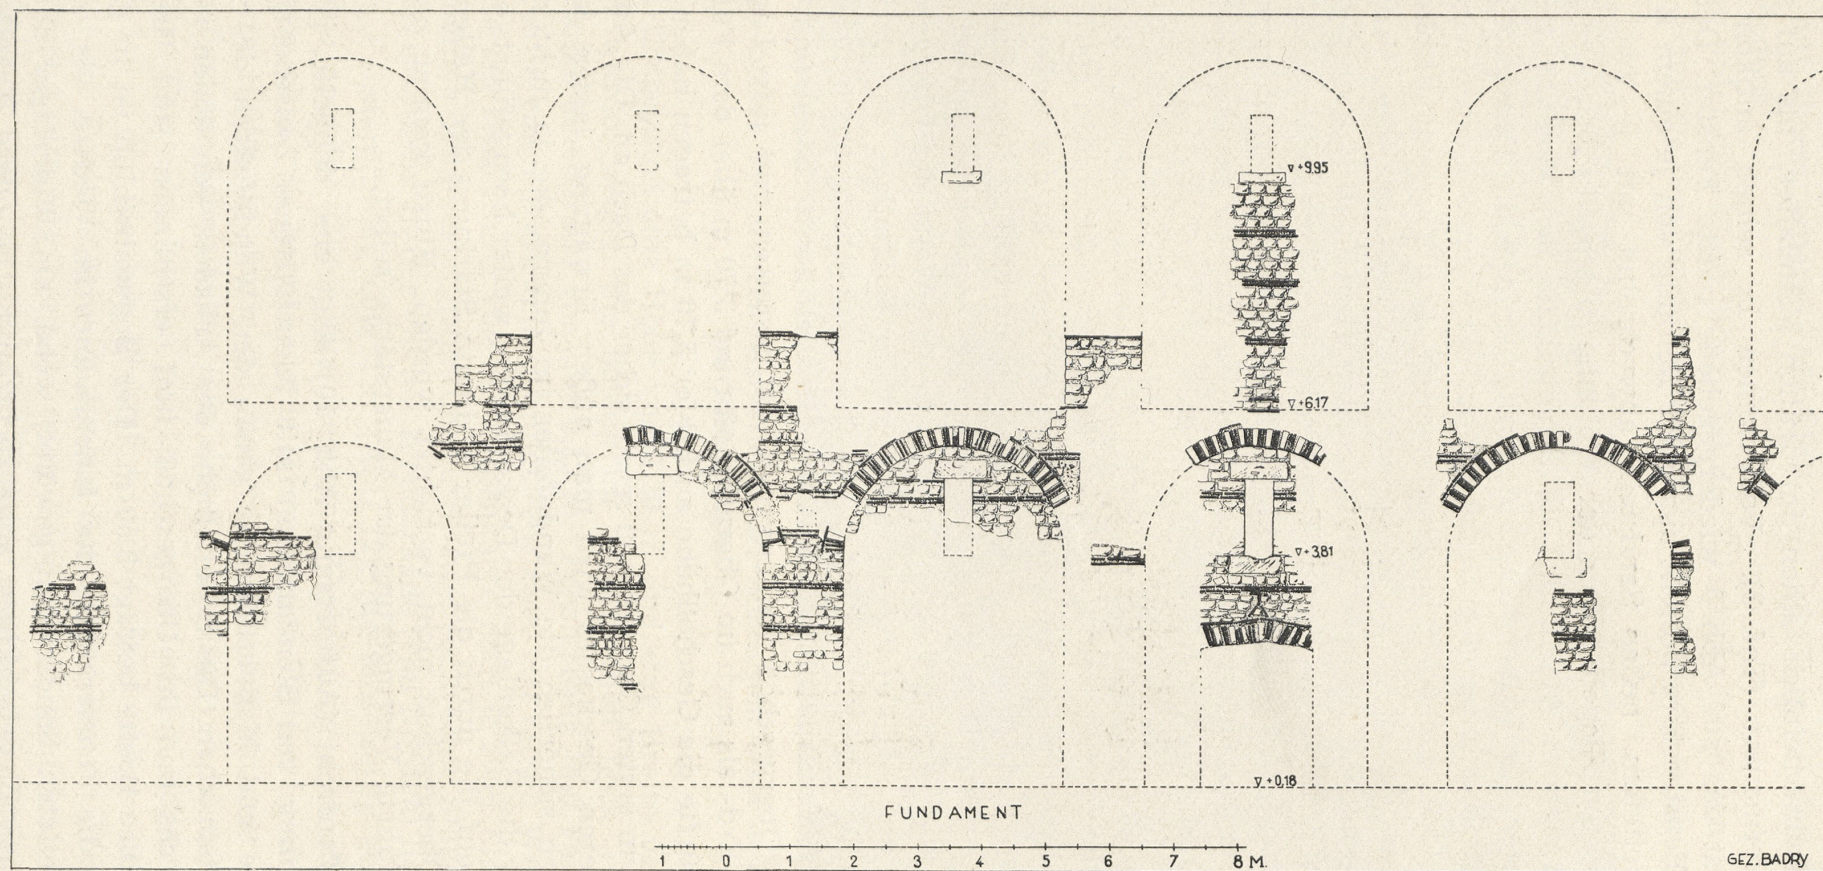 ▽+9.95
▽+6.17
▽+3.81
▽+0,18
FUNDAMENT
1 0 1 2 3 4 5 6 7 8 M.
GEZ. BADRY